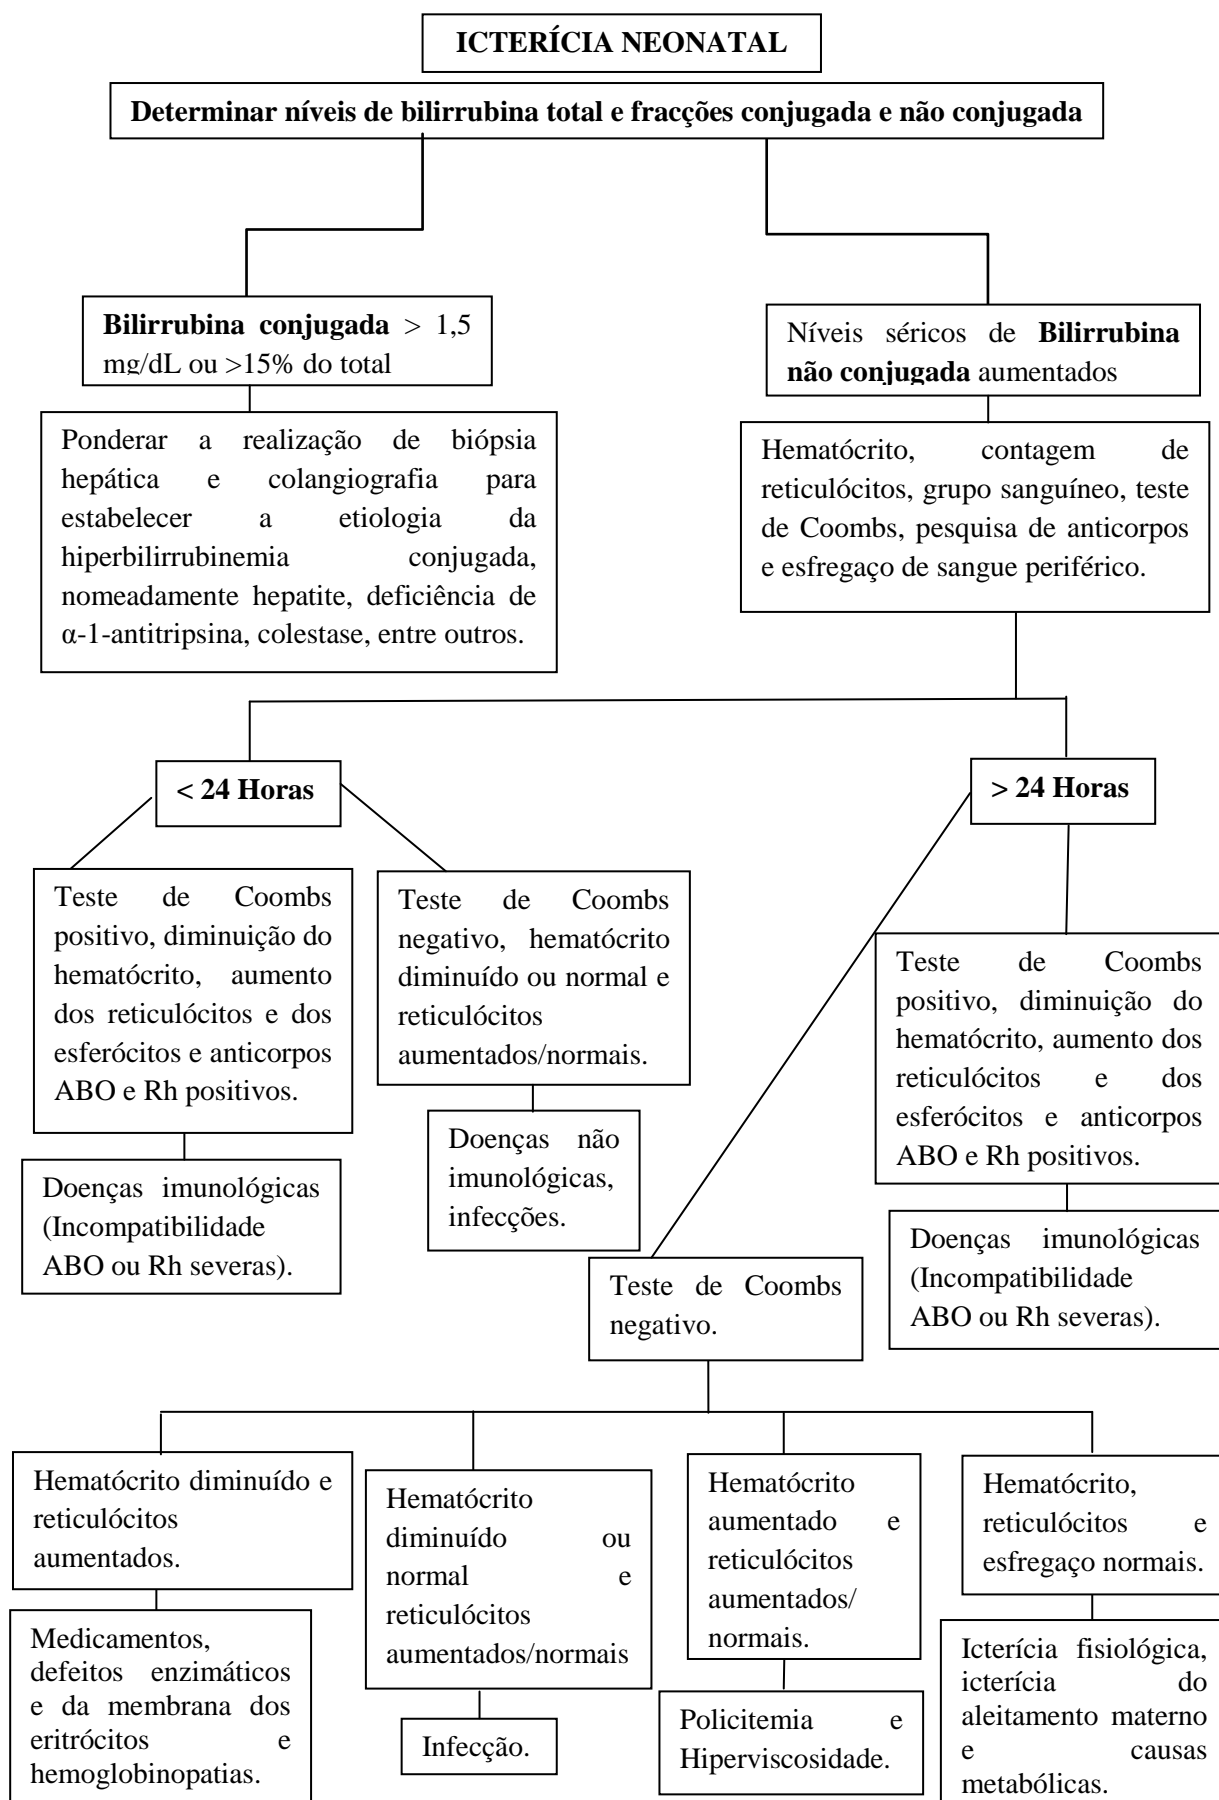 ICTERÍCIA NEONATAL
Determinar níveis de bilirrubina total e fracções conjugada e não conjugada
Bilirrubina conjugada > 1,5
mg/dL ou >15% do total
Níveis séricos de Bilirrubina
não conjugada aumentados
Ponderar a realização de biópsia
hepática e colangiografia para
estabelecer a etiologia da
hiperbilirrubinemia conjugada,
nomeadamente hepatite, deficiência de
α-1-antitripsina, colestase, entre outros.
Hematócrito, contagem de
reticulócitos, grupo sanguíneo, teste
de Coombs, pesquisa de anticorpos
e esfregaço de sangue periférico.
< 24 Horas
> 24 Horas
Teste de Coombs
positivo, diminuição do
hematócrito, aumento
dos reticulócitos e dos
esferócitos e anticorpos
ABO e Rh positivos.
Teste de Coombs
negativo, hematócrito
diminuído ou normal e
reticulócitos
aumentados/normais.
Teste de Coombs
positivo, diminuição do
hematócrito, aumento dos
reticulócitos e dos
esferócitos e anticorpos
ABO e Rh positivos.
Doenças imunológicas
(Incompatibilidade
ABO ou Rh severas).
Doenças não
imunológicas,
infecções.
Doenças imunológicas
(Incompatibilidade
ABO ou Rh severas).
Teste de Coombs
negativo.
Hematócrito diminuído e
reticulócitos
aumentados.
Hematócrito
diminuído ou
normal e
reticulócitos
aumentados/normais
Hematócrito
aumentado e
reticulócitos
aumentados/
normais.
Hematócrito,
reticulócitos e
esfregaço normais.
Medicamentos,
defeitos enzimáticos
e da membrana dos
eritrócitos e
hemoglobinopatias.
Infecção.
Policitemia e
Hiperviscosidade.
Icterícia fisiológica,
icterícia do
aleitamento materno
e causas
metabólicas.